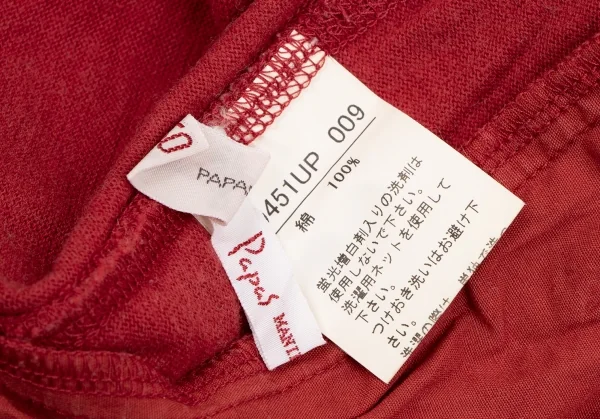 PAPA
451UP 009
綿 100%
蛍光増白剤入りの洗剤は
使用しないで下さい。
洗濯用ネットを使用して
下さい。
つけおき洗いはお避け下
さい。
Papas
MAN I